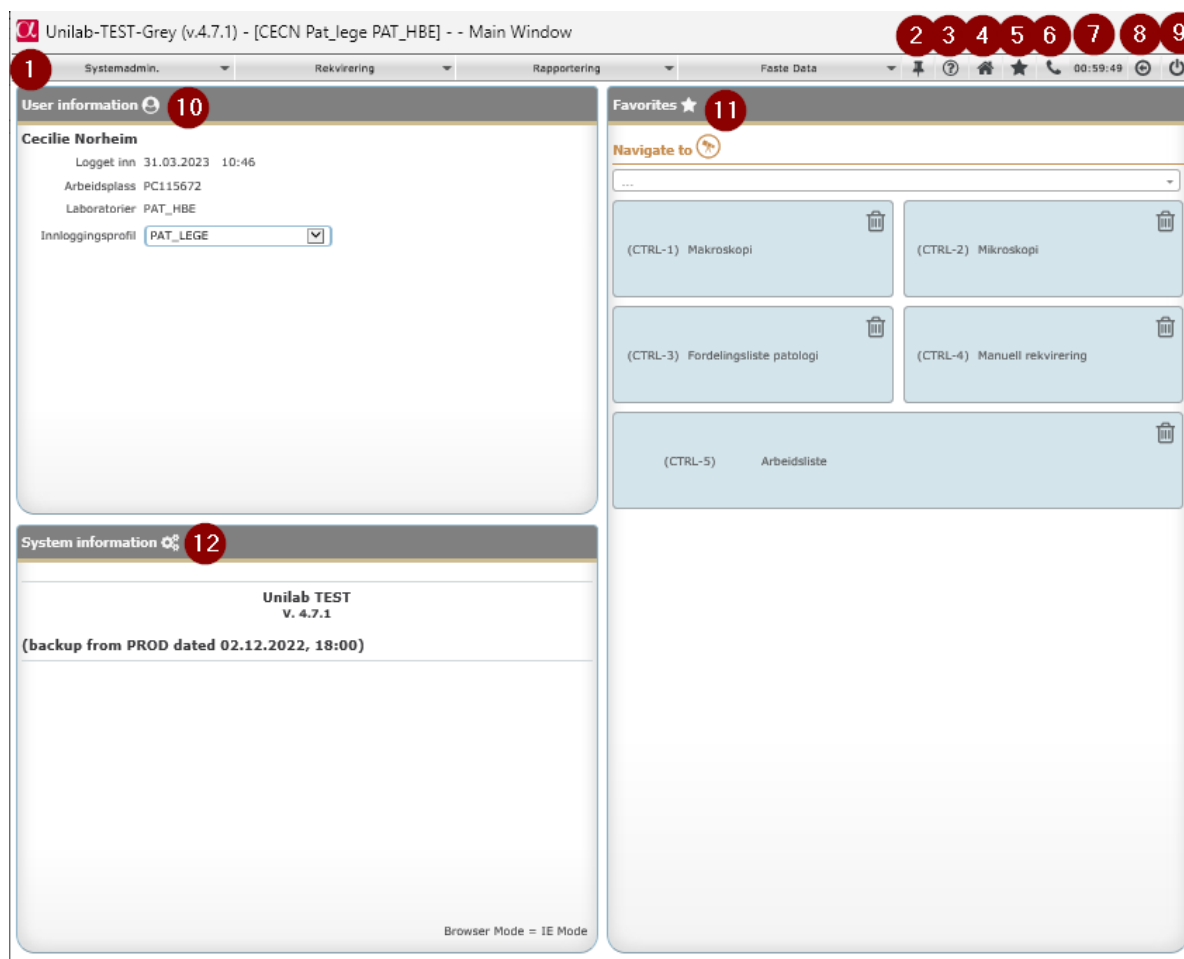 Unilab-TEST-Grey (v.4.7.1) - [CECN Pat_lege PAT_HBE] - - Main Window
2 3 4 5 6 7 8 9
1 Systemadmin. Rekvirering Rapportering Faste Data 00:59:49
User information 10
Cecilie Norheim
Logget inn 31.03.2023 10:46
Arbeidsplass PC115672
Laboratorier PAT_HBE
Innloggingsprofil PAT_LEGE
Favorites 11
Navigate to
...
(CTRL-1) Makroskopi
(CTRL-2) Mikroskopi
(CTRL-3) Fordelingsliste patologi
(CTRL-4) Manuell rekvirering
(CTRL-5) Arbeidsliste
System information 12
Unilab TEST
V. 4.7.1
(backup from PROD dated 02.12.2022, 18:00)
Browser Mode = IE Mode